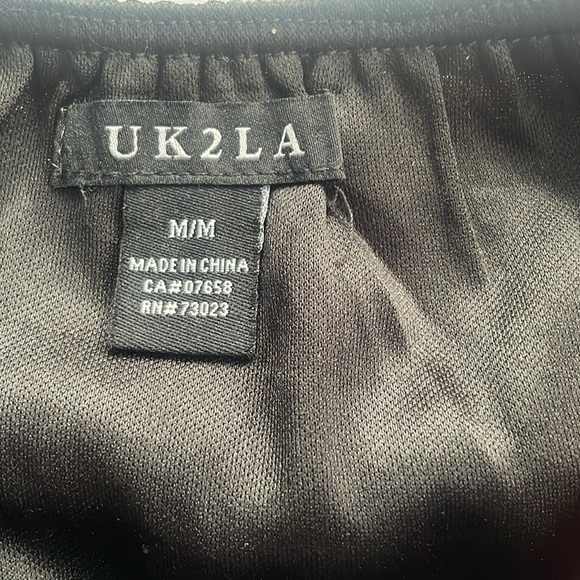 UK2LA
M/M
MADE IN CHINA
CA#07658
RN#73023